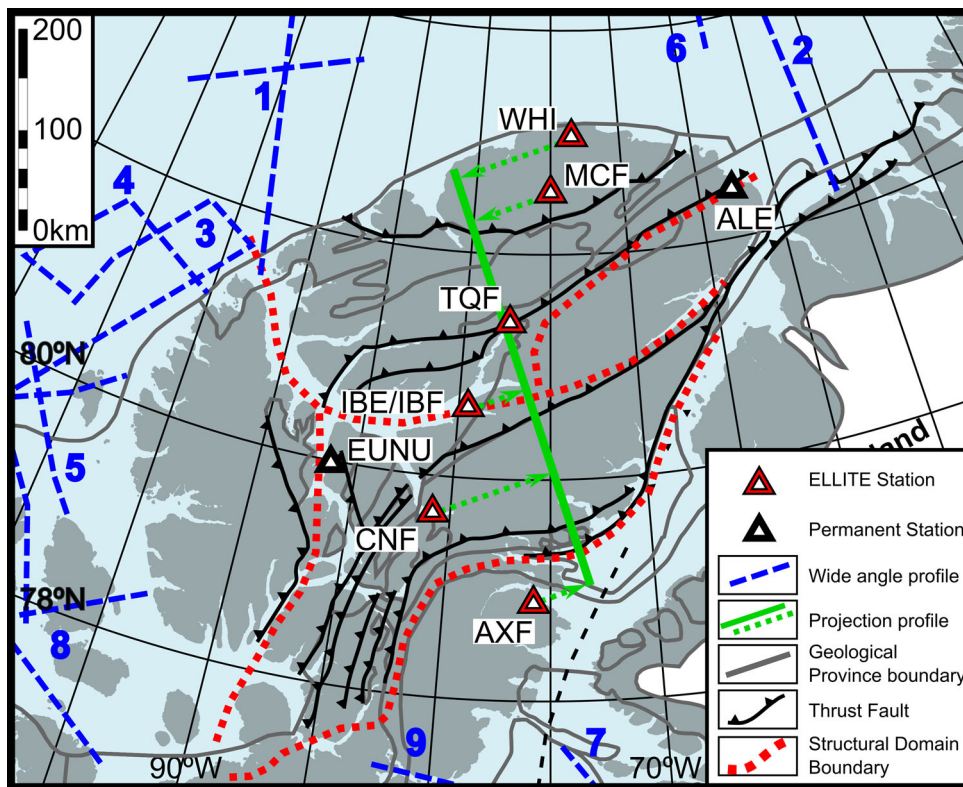 200
100
0km
1
2
3
4
5
6
7
8
9
WHI
MCF
ALE
TQF
80ºN
IBE/IBF
EUNU
CNF
78ºN
AXF
90ºW
70ºW
land
ELLITE Station
Permanent Station
Wide angle profile
Projection profile
Geological
Province boundary
Thrust Fault
Structural Domain
Boundary